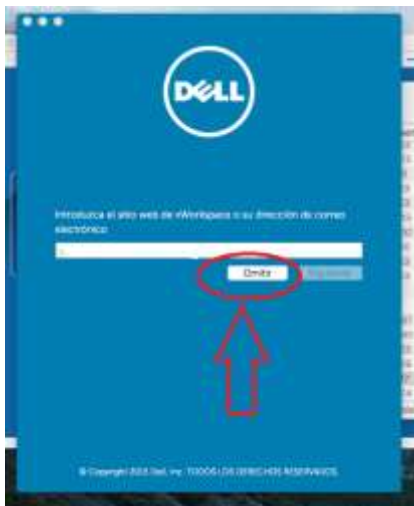 DELL
Introduzca el sitio web de vWorkspace o su dirección de correo
electrónico:
Omitir
© Copyright 2015 Dell, Inc. TODOS LOS DERECHOS RESERVADOS.